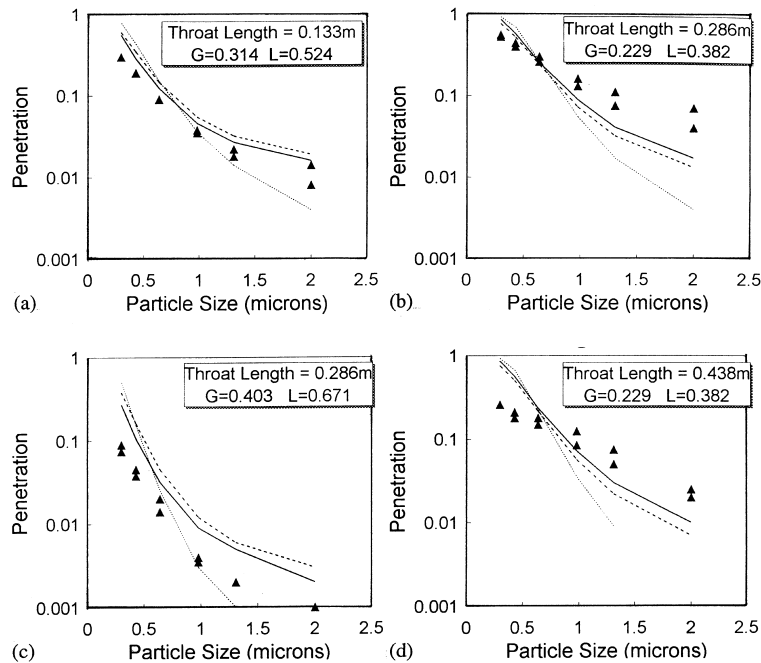 1
0.1
0.01
0.001
Penetration
Throat Length = 0.133m
G=0.314 L=0.524
0 0.5 1 1.5 2 2.5
Particle Size (microns)
(a)
1
0.1
0.01
0.001
Penetration
Throat Length = 0.286m
G=0.229 L=0.382
0 0.5 1 1.5 2 2.5
Particle Size (microns)
(b)
1
0.1
0.01
0.001
Penetration
Throat Length = 0.286m
G=0.403 L=0.671
0 0.5 1 1.5 2 2.5
Particle Size (microns)
(c)
1
0.1
0.01
0.001
Penetration
Throat Length = 0.438m
G=0.229 L=0.382
0 0.5 1 1.5 2 2.5
Particle Size (microns)
(d)